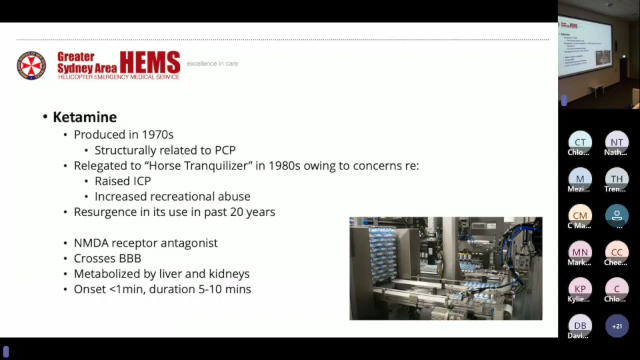 Greater
Sydney Area HEMS
HELICOPTER EMERGENCY MEDICAL SERVICE
excellence in care
• Ketamine
• Produced in 1970s
• Structurally related to PCP
• Relegated to “Horse Tranquilizer” in 1980s owing to concerns re:
• Raised ICP
• Increased recreational abuse
• Resurgence in its use in past 20 years
• NMDA receptor antagonist
• Crosses BBB
• Metabolized by liver and kidneys
• Onset <1min, duration 5-10 mins
CT
NT
Chlo...
Nath...
M
TH
Mezi...
Tren...
CM
C Ma...
...
MN
CC
Mark...
Chee...
KP
C
Kylie...
Chlo...
DB
+21
Davi...